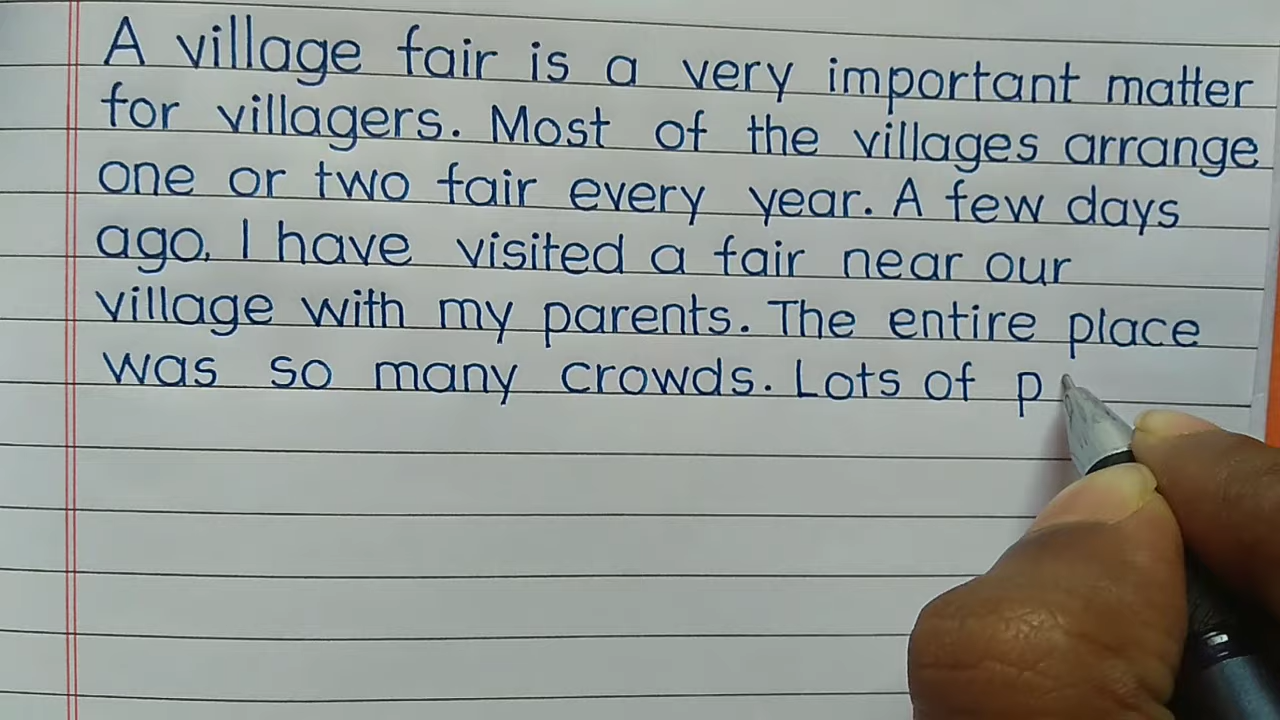 A village fair is a very important matter
for villagers. Most of the villages arrange
one or two fair every year. A few days
ago, I have visited a fair near our
village with my parents. The entire place
was so many crowds. Lots of p